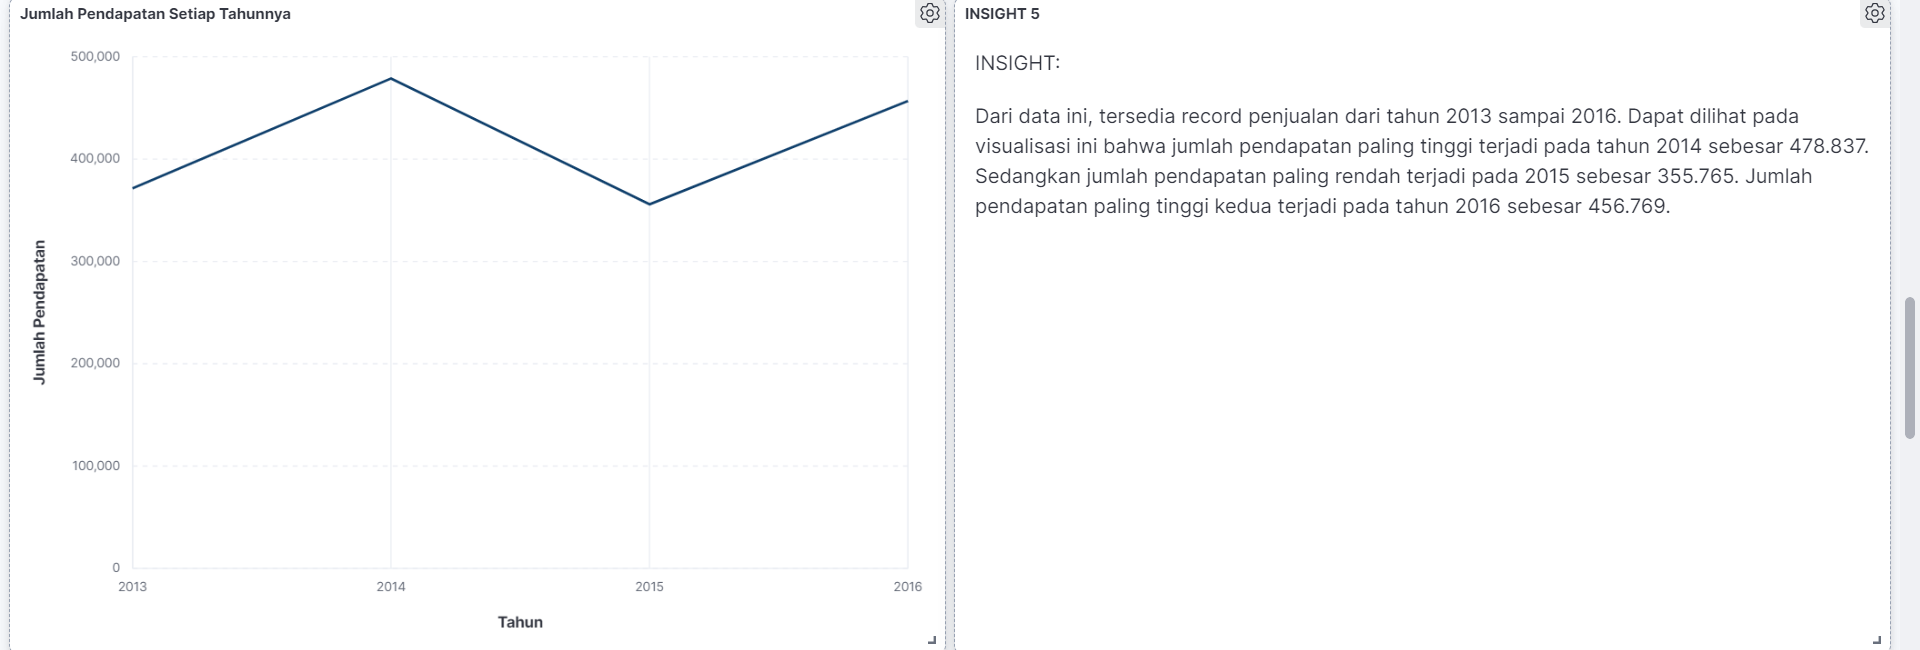 Jumlah Pendapatan Setiap Tahunnya
500,000
400,000
300,000
200,000
100,000
0
Jumlah Pendapatan
2013
2014
2015
2016
Tahun
INSIGHT 5
INSIGHT:
Dari data ini, tersedia record penjualan dari tahun 2013 sampai 2016. Dapat dilihat pada
visualisasi ini bahwa jumlah pendapatan paling tinggi terjadi pada tahun 2014 sebesar 478.837.
Sedangkan jumlah pendapatan paling rendah terjadi pada 2015 sebesar 355.765. Jumlah
pendapatan paling tinggi kedua terjadi pada tahun 2016 sebesar 456.769.